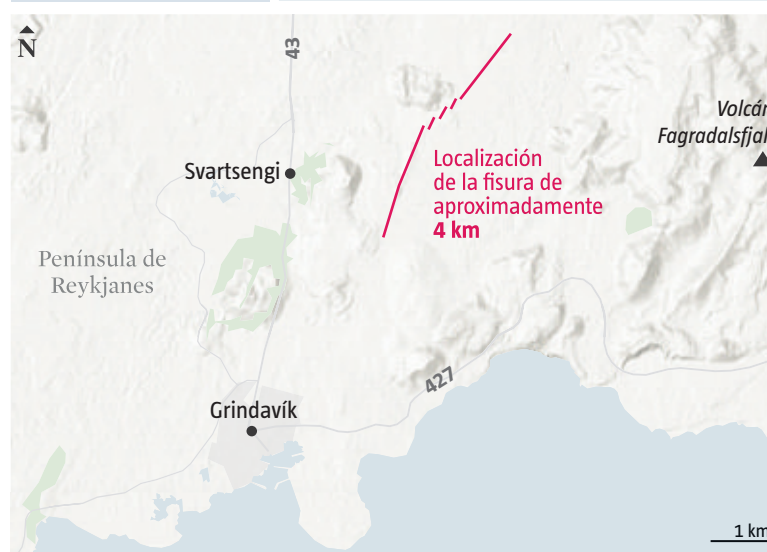 N
43
Volcán
Fagradalsfjal
Svartsengi
Localización
de la fisura de
aproximadamente
4 km
Península de
Reykjanes
427
Grindavík
1 km